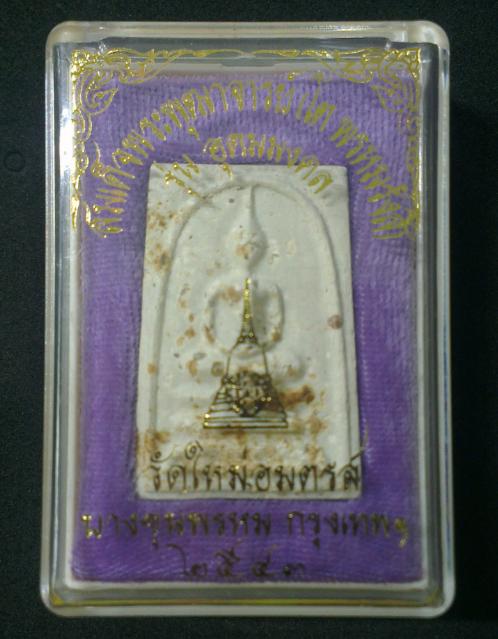 สมเด็จพระพุฒาจารย์โต พรหมรังสี
รุ่น อุดมมงคล
วัดใหม่อมตรส
บางขุนพรหม กรุงเทพฯ
๒๕๔๓